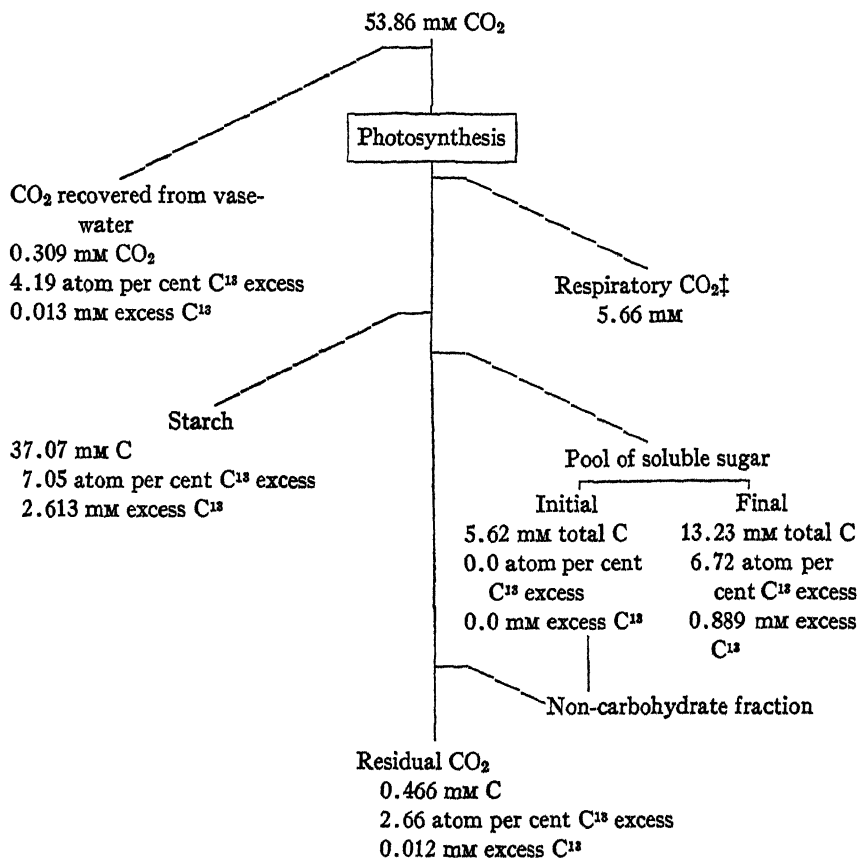 53.86 mM CO₂
Photosynthesis
CO₂ recovered from vase-
water
0.309 mM CO₂
4.19 atom per cent C¹³ excess
0.013 mM excess C¹³
Respiratory CO₂‡
5.66 mM
Starch
37.07 mM C
7.05 atom per cent C¹³ excess
2.613 mM excess C¹³
Pool of soluble sugar
Initial
5.62 mM total C
0.0 atom per cent
C¹³ excess
0.0 mM excess C¹³
Final
13.23 mM total C
6.72 atom per
cent C¹³ excess
0.889 mM excess
C¹³
Non-carbohydrate fraction
Residual CO₂
0.466 mM C
2.66 atom per cent C¹³ excess
0.012 mM excess C¹³